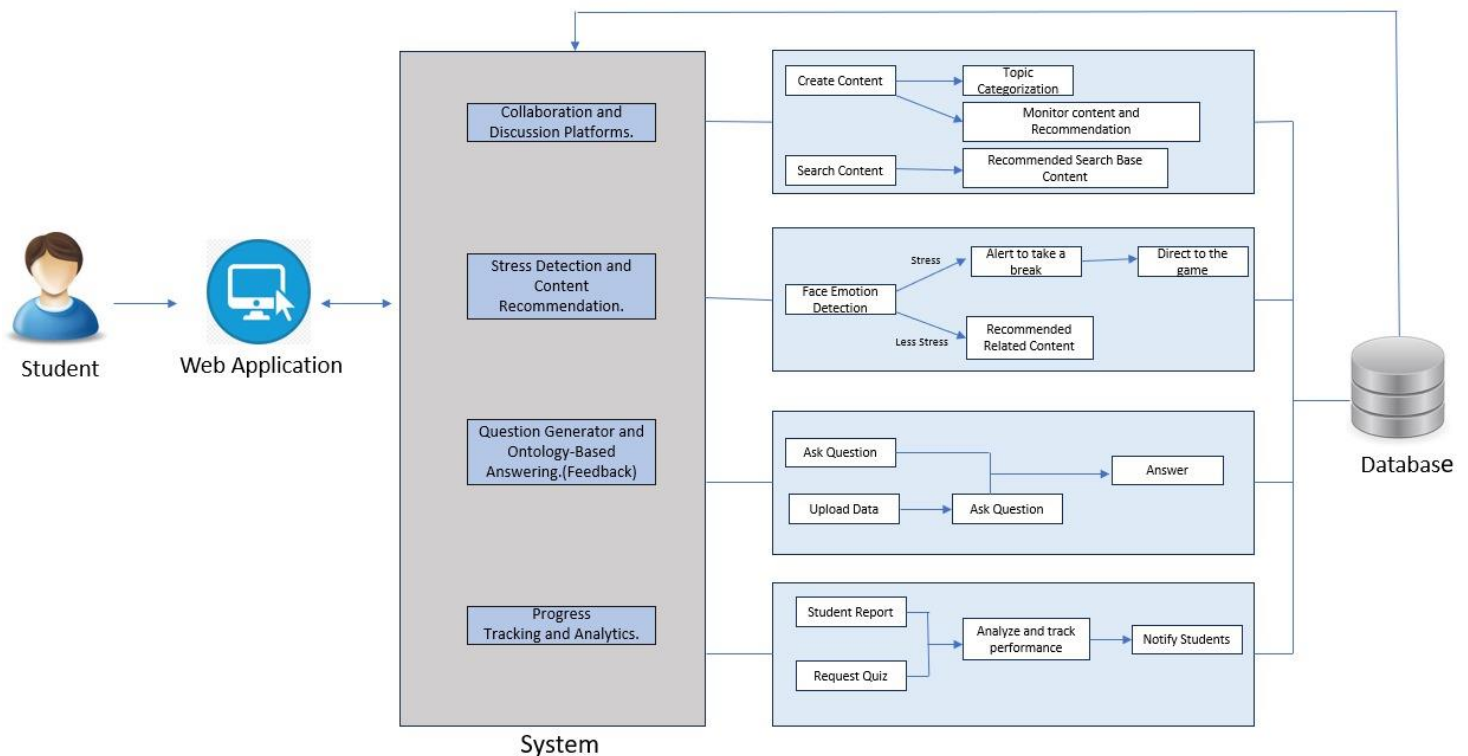 Student
Web Application
System
Collaboration and
Discussion Platforms.
Stress Detection and
Content
Recommendation.
Question Generator and
Ontology-Based
Answering.(Feedback)
Progress
Tracking and Analytics.
Create Content
Topic
Categorization
Monitor content and
Recommendation
Search Content
Recommended Search Base
Content
Face Emotion
Detection
Stress
Alert to take a
break
Direct to the
game
Less Stress
Recommended
Related Content
Ask Question
Upload Data
Ask Question
Answer
Student Report
Request Quiz
Analyze and track
performance
Notify Students
Database